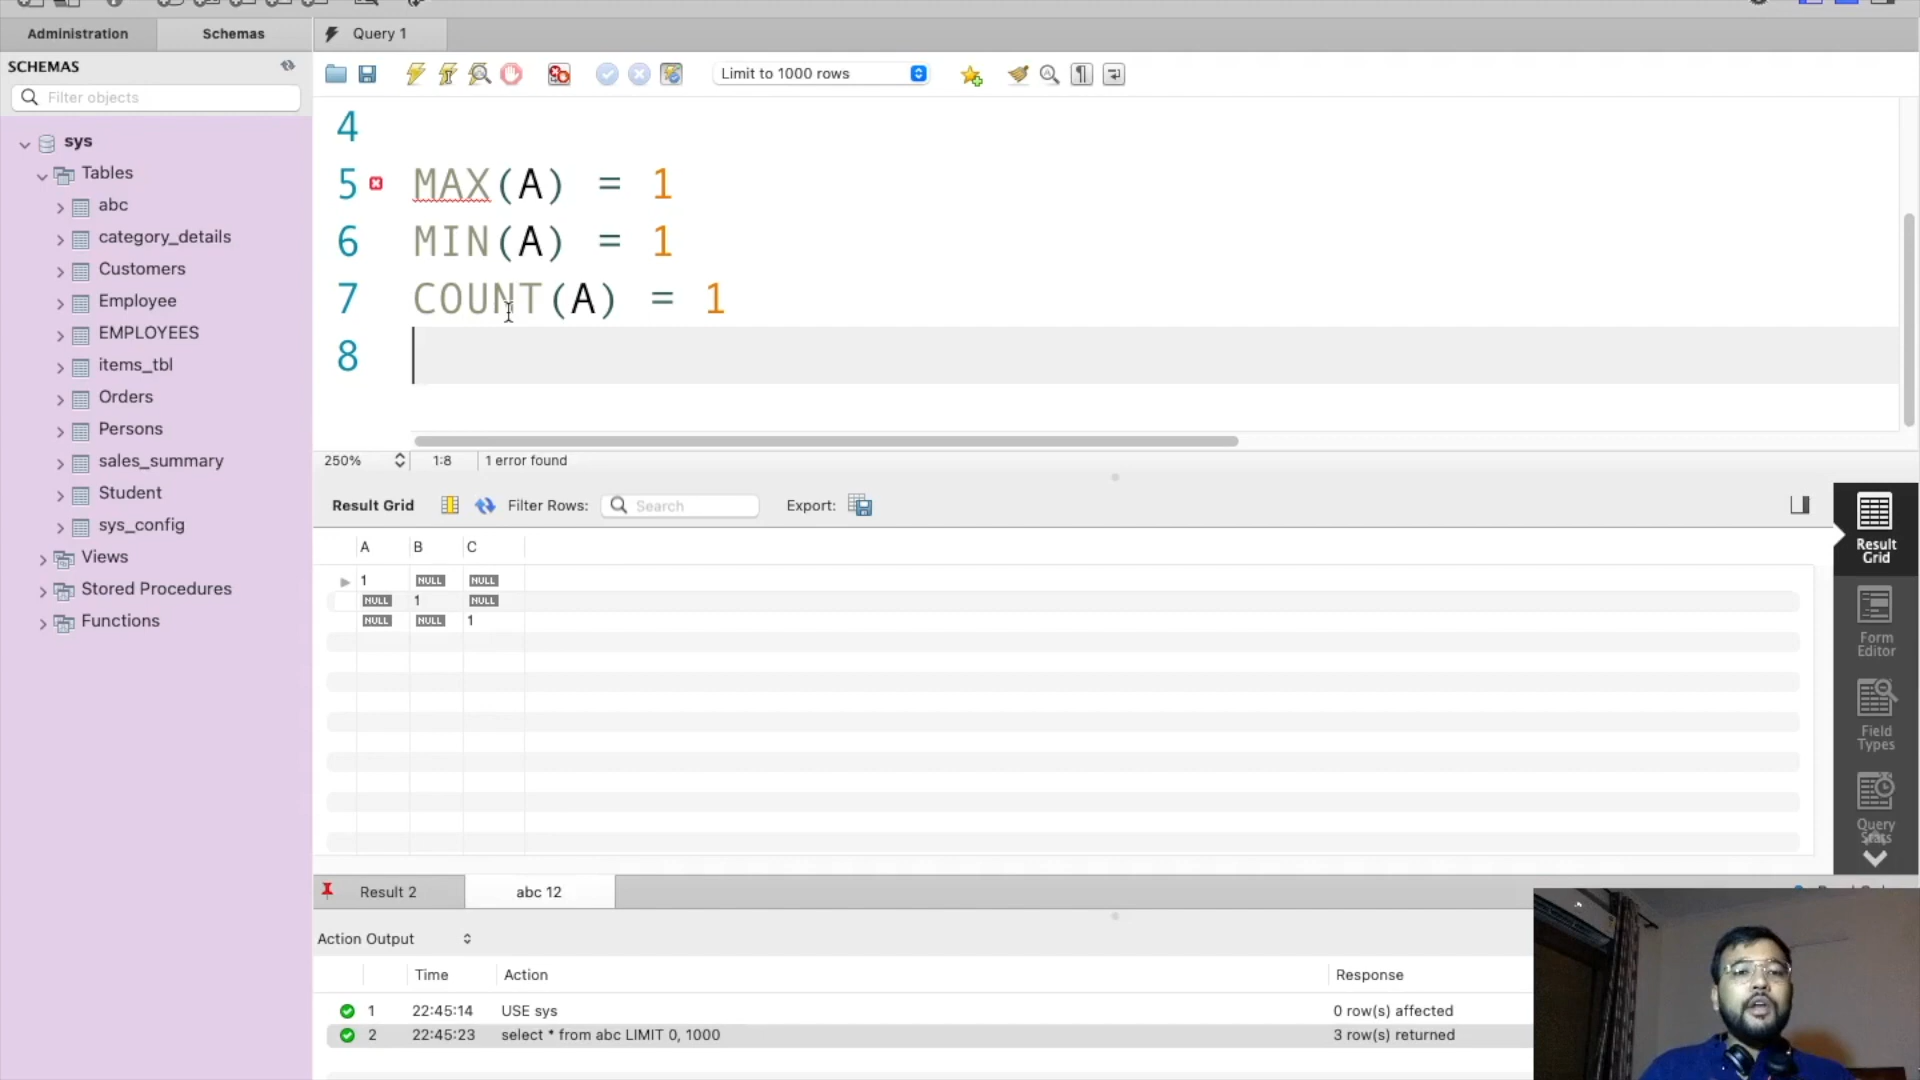 Administration
Schemas
Query 1
SCHEMAS
Filter objects
Limit to 1000 rows
sys
Tables
abc
category_details
Customers
Employee
EMPLOYEES
items_tbl
Orders
Persons
sales_summary
Student
sys_config
Views
Stored Procedures
Functions
4
5 MAX(A) = 1
6 MIN(A) = 1
7 COUNT(A) = 1
8
250% 1:8 1 error found
Result Grid Filter Rows: Search Export:
A B C
1 NULL NULL
NULL 1 NULL
NULL NULL 1
Result
Grid
Form
Editor
Field
Types
Query
Stats
Result 2 abc 12
Action Output
Time Action Response
1 22:45:14 USE sys 0 row(s) affected
2 22:45:23 select * from abc LIMIT 0, 1000 3 row(s) returned